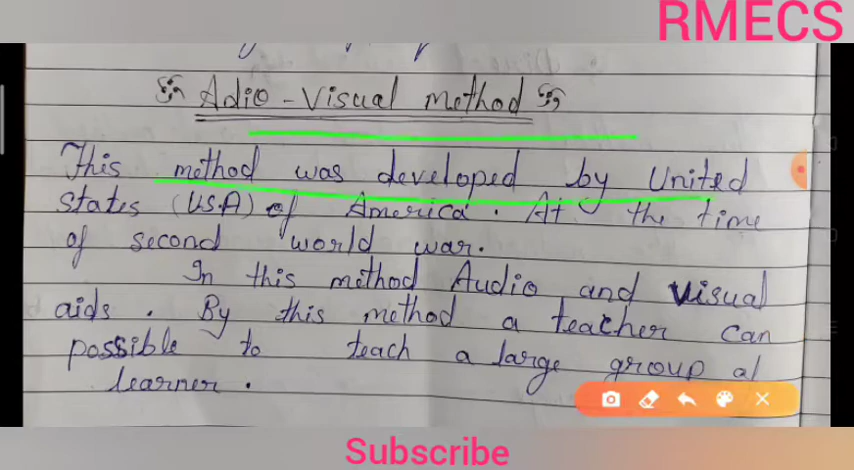 RMECS
Adio - Visual method
This method was developed by United
States (U.S.A) of America. At the time
of second world war.
In this method Audio and visual
aids. By this method a teacher can
possible to teach a large group
learner.
Subscribe